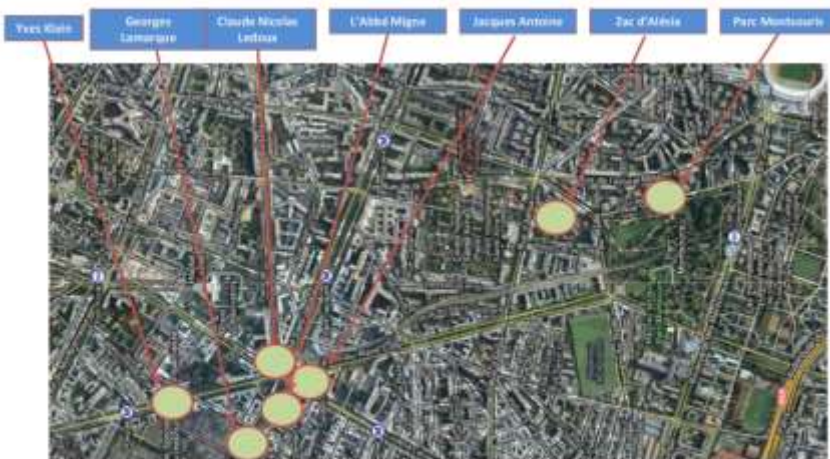 Yves Klein
Georges
Lamarque
Claude Nicolas
Ledoux
L'Abbé Migne
Jacques Antoine
Zac d'Alésia
Parc Montsouris